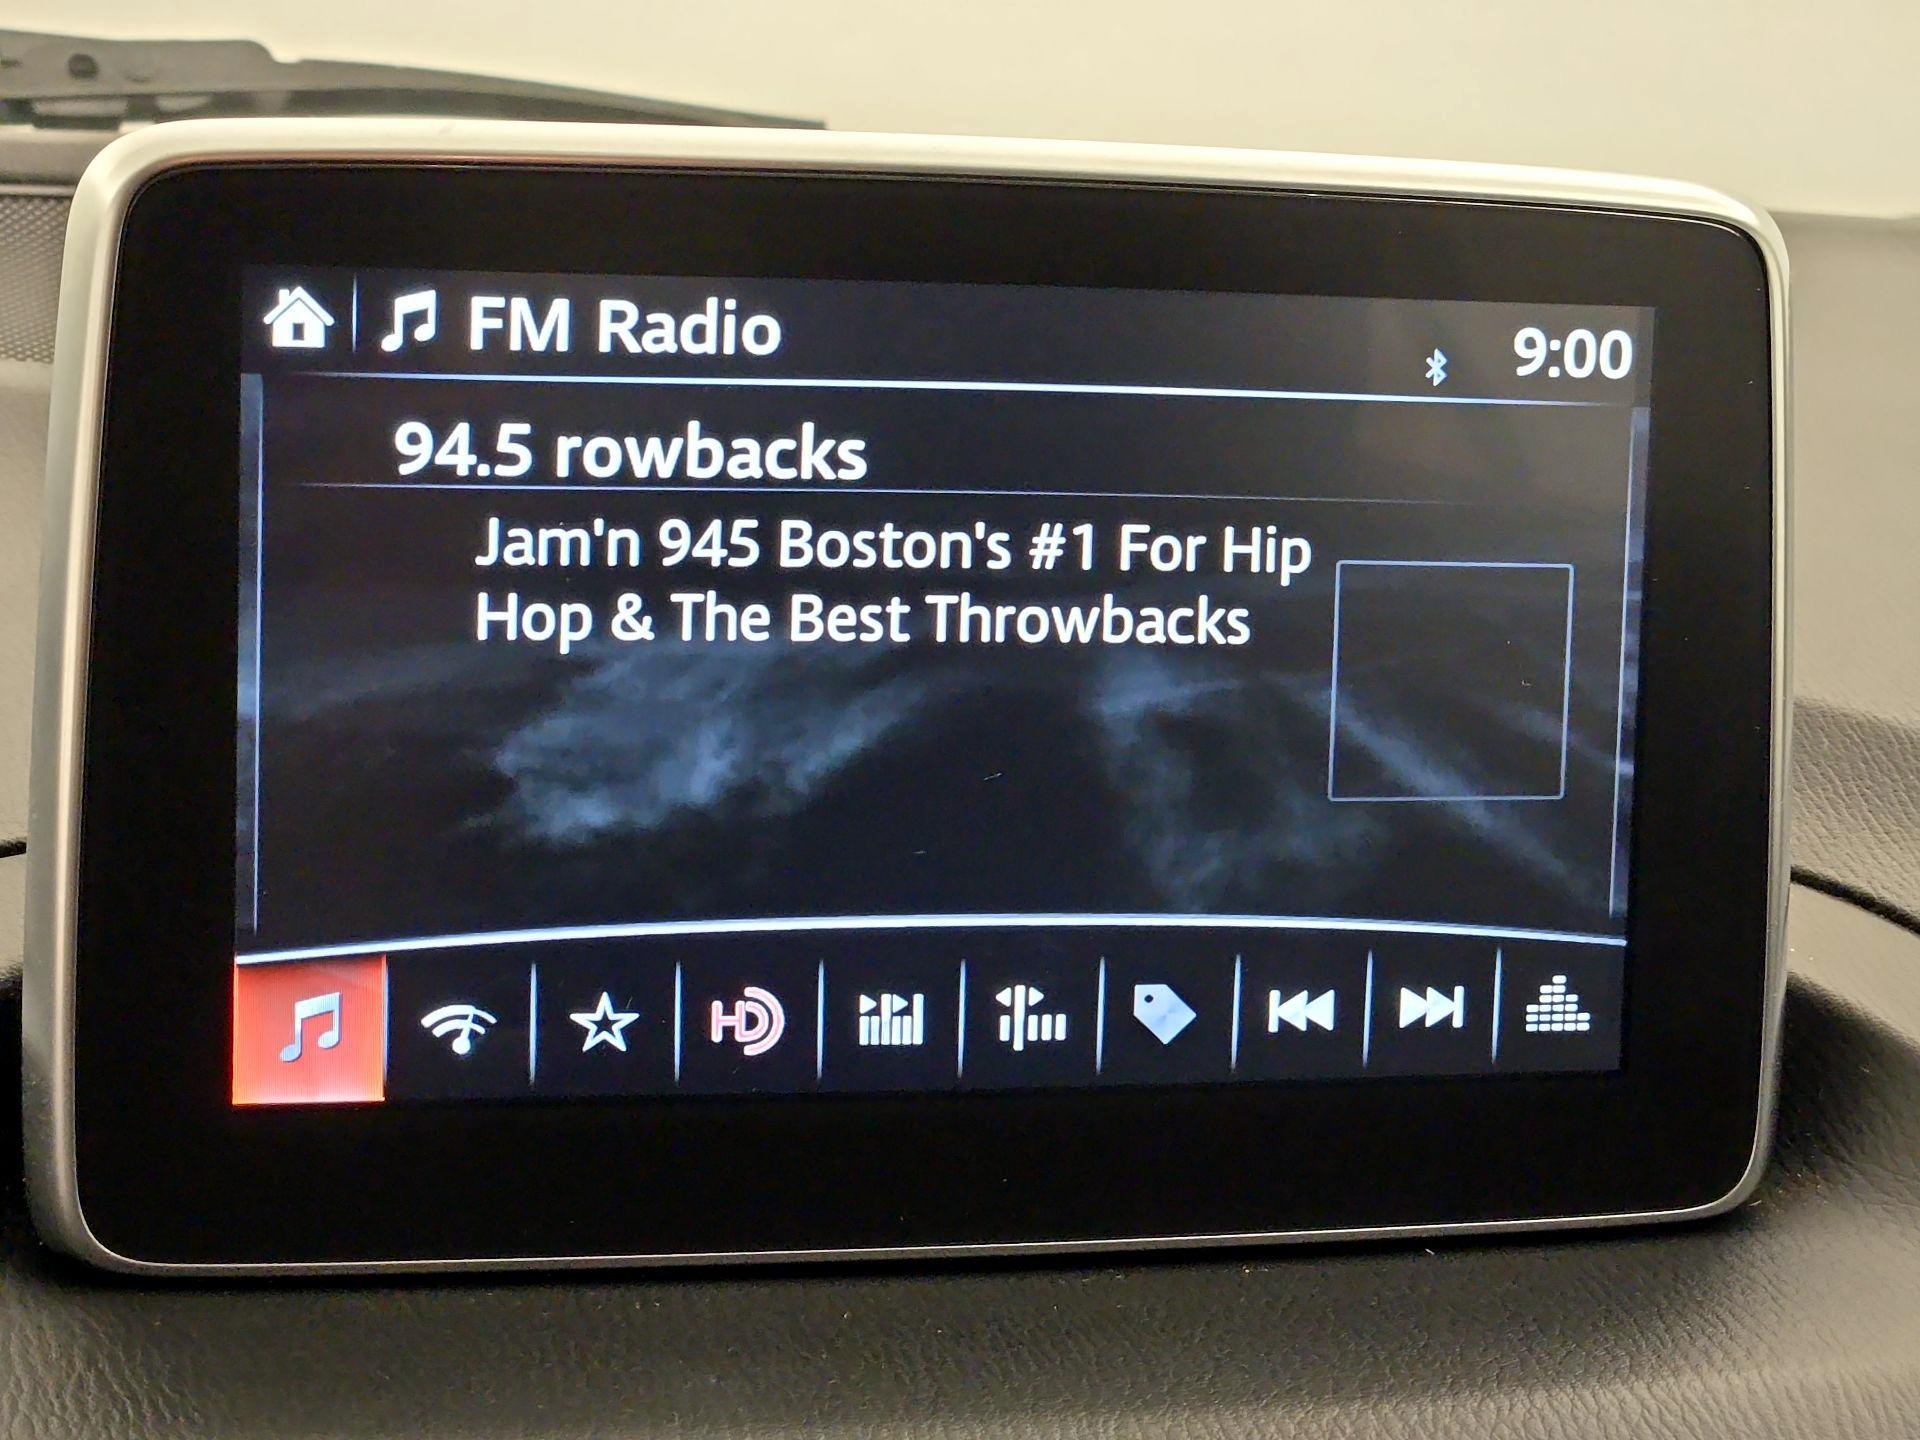 FM Radio
9:00
94.5 rowbacks
Jam'n 945 Boston's #1 For Hip
Hop & The Best Throwbacks
HD